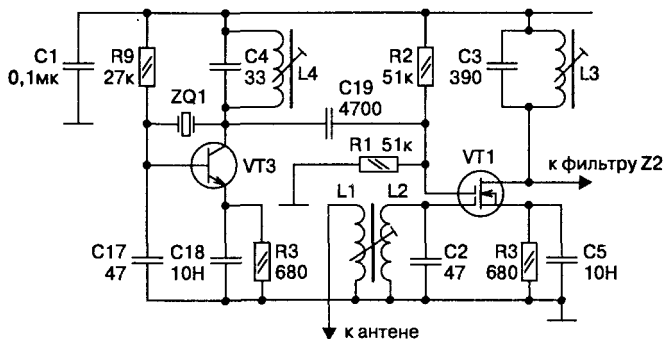 C1
0,1мк
R9
27к
C4
33
L4
R2
51к
C3
390
L3
ZQ1
C19
4700
R1 51к
VT3
VT1
к фильтру Z2
L1
L2
C17
47
C18
10Н
R3
680
C2
47
R3
680
C5
10Н
к антене